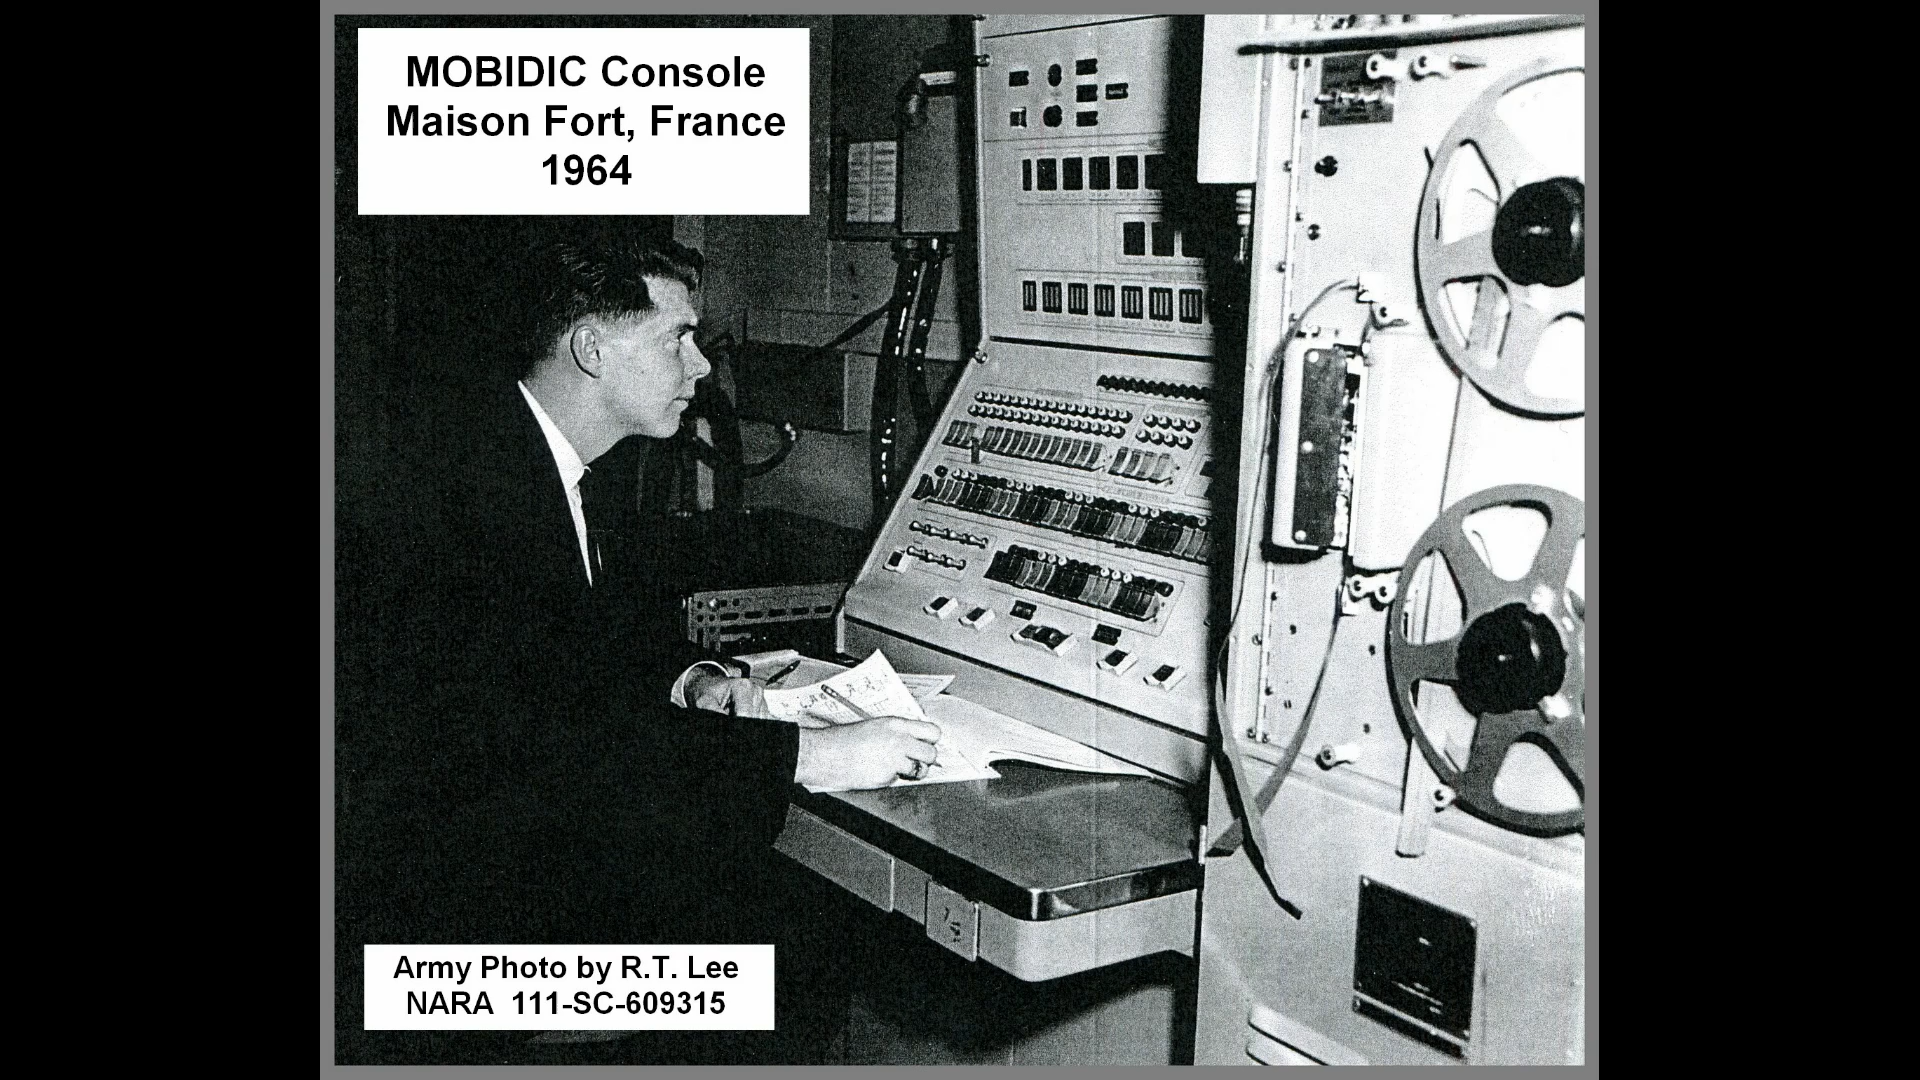 MOBIDIC Console
Maison Fort, France
1964
Army Photo by R.T. Lee
NARA 111-SC-609315